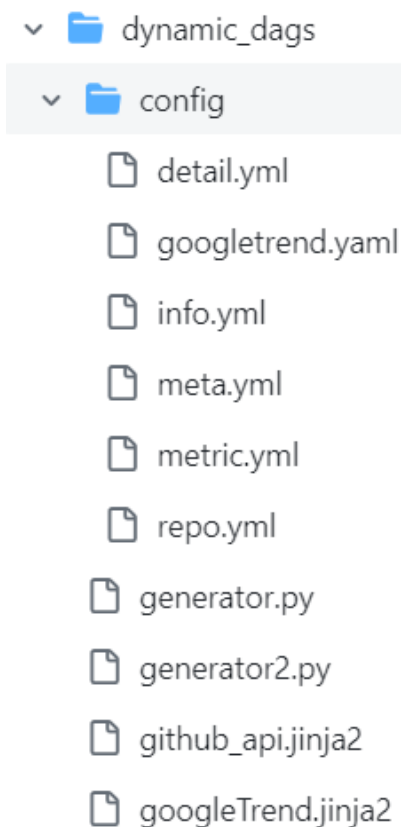 dynamic_dags
config
detail.yml
googletrend.yaml
info.yml
meta.yml
metric.yml
repo.yml
generator.py
generator2.py
github_api.jinja2
googleTrend.jinja2